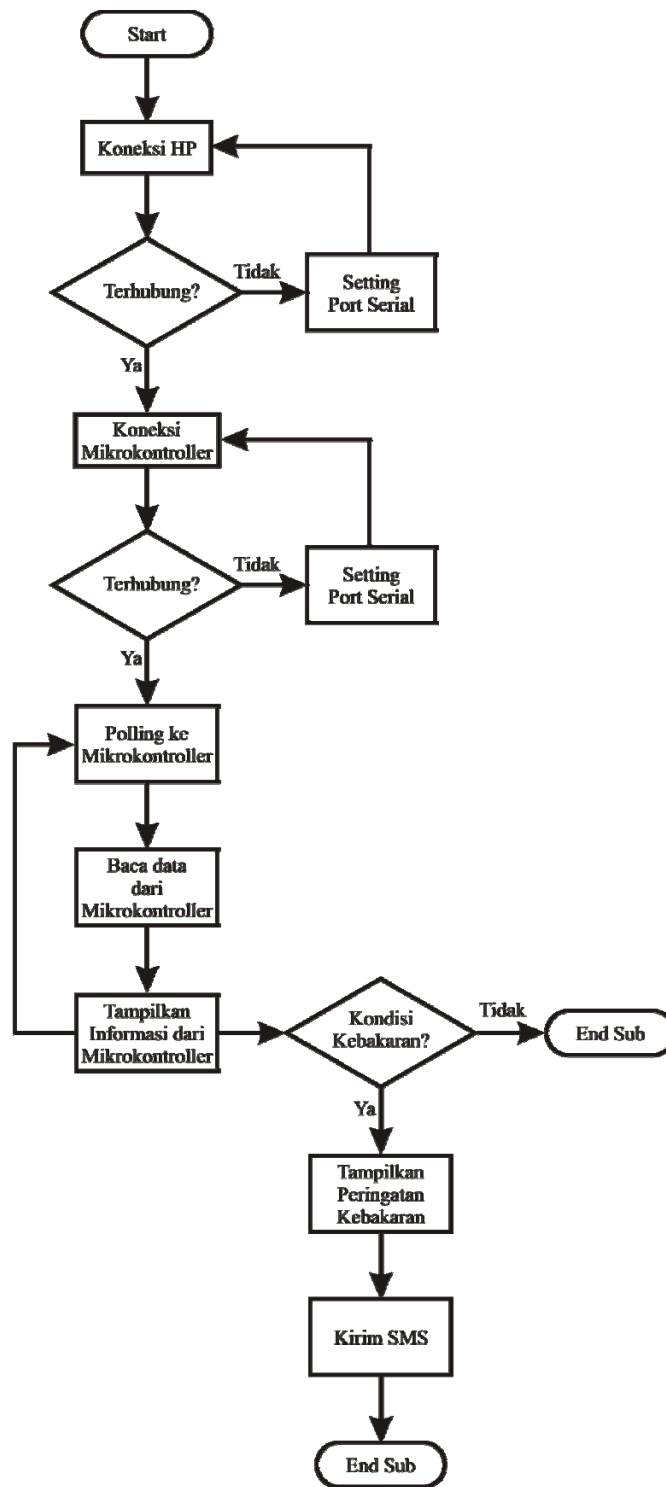 Start
Koneksi HP
Terhubung?
Tidak
Setting
Port Serial
Ya
Koneksi
Mikrokontroller
Terhubung?
Tidak
Setting
Port Serial
Ya
Polling ke
Mikrokontroller
Baca data
dari
Mikrokontroller
Tampilkan
Informasi dari
Mikrokontroller
Kondisi
Kebakaran?
Tidak
End Sub
Ya
Tampilkan
Peringatan
Kebakaran
Kirim SMS
End Sub